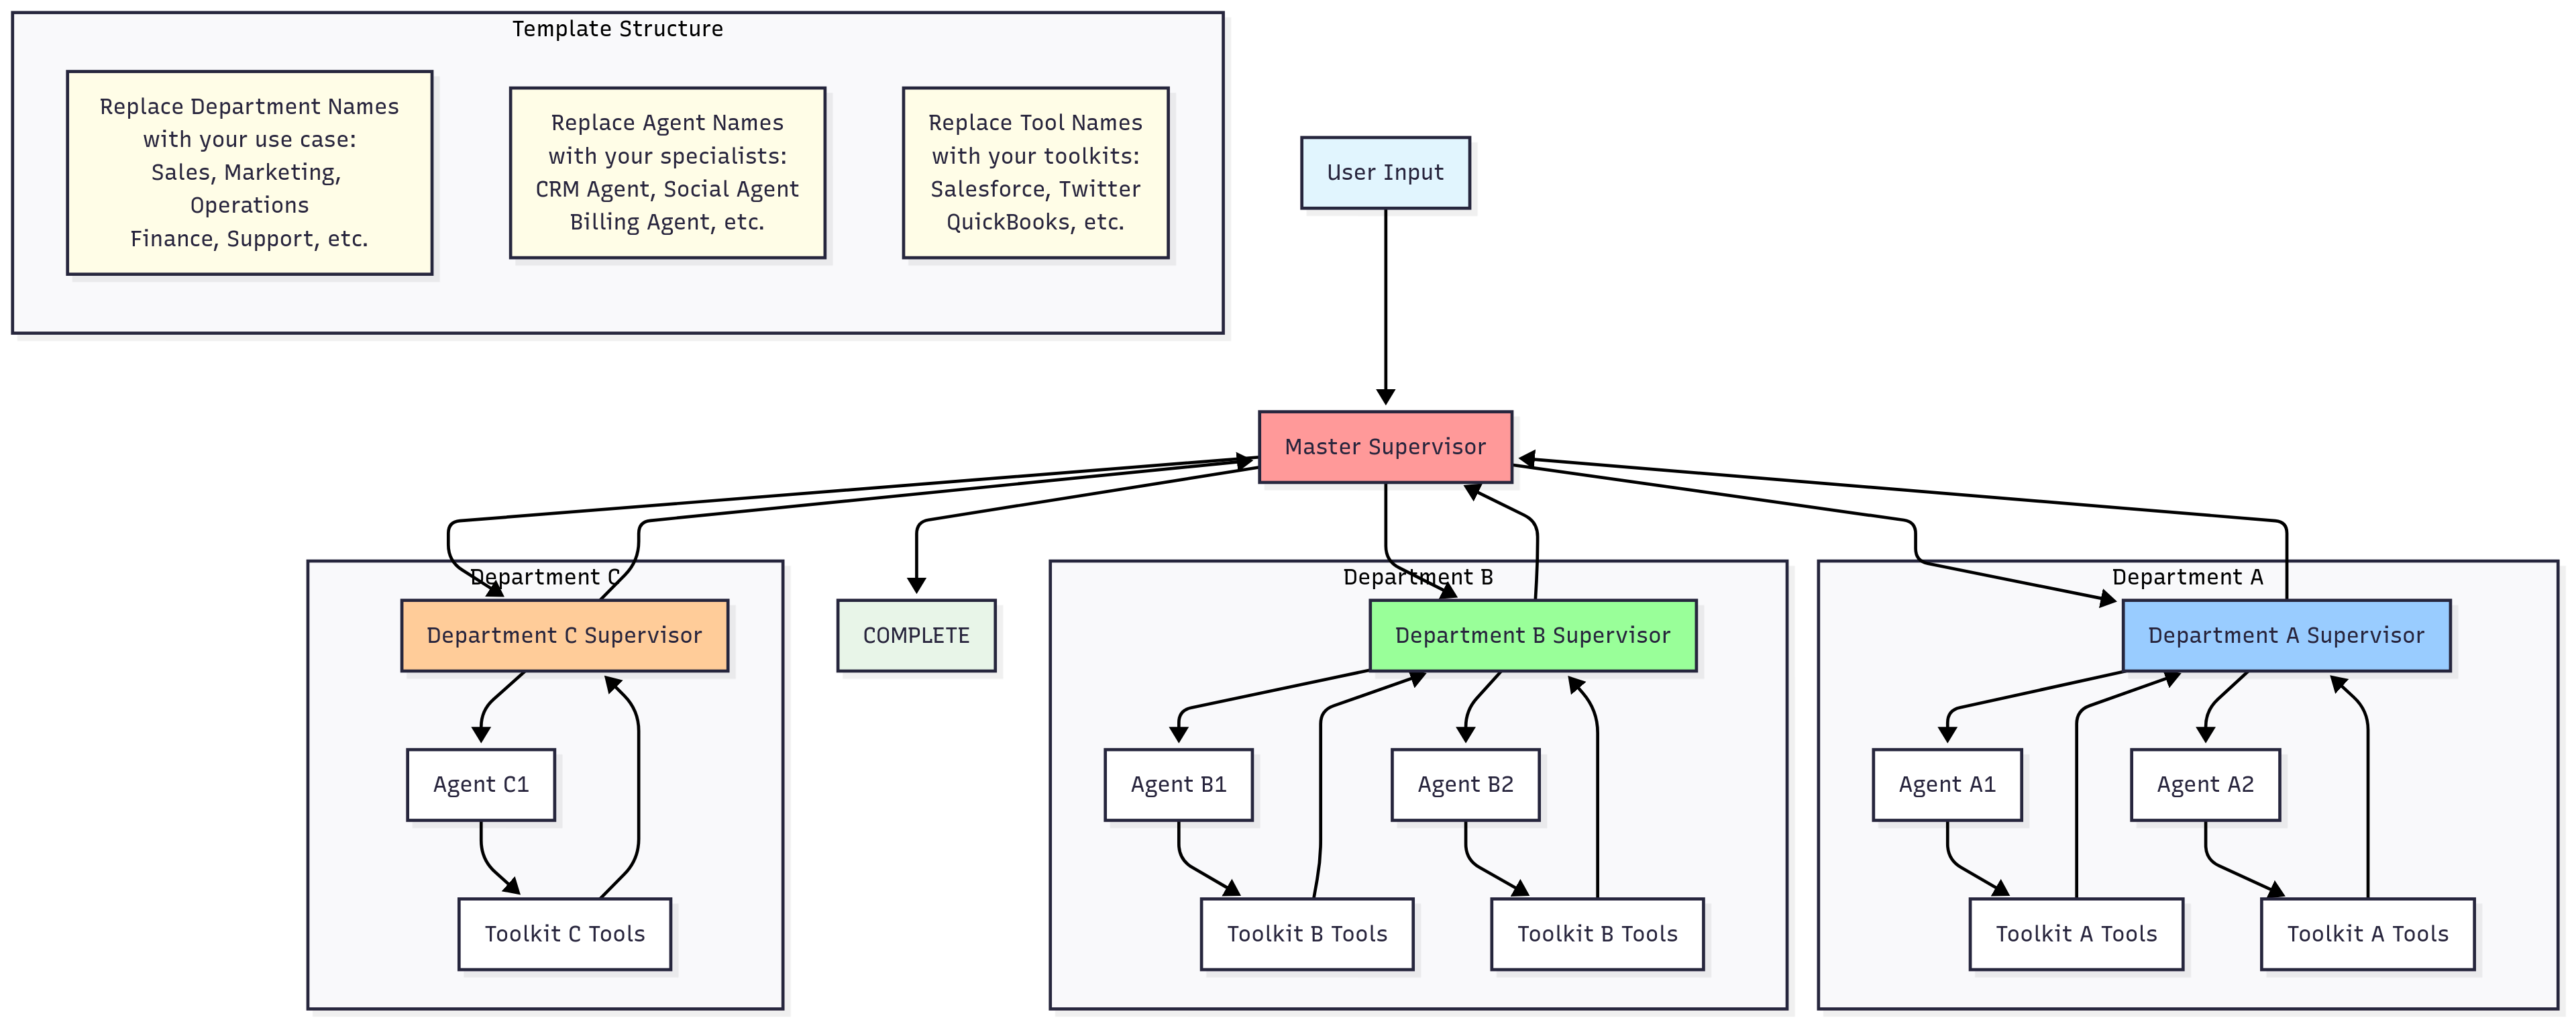 Template Structure
Replace Department Names
with your use case:
Sales, Marketing,
Operations
Finance, Support, etc.
Replace Agent Names
with your specialists:
CRM Agent, Social Agent
Billing Agent, etc.
Replace Tool Names
with your toolkits:
Salesforce, Twitter
QuickBooks, etc.
User Input
Master Supervisor
Department C
Department B
Department A
Department C Supervisor
COMPLETE
Department B Supervisor
Department A Supervisor
Agent C1
Agent B1
Agent B2
Agent A1
Agent A2
Toolkit C Tools
Toolkit B Tools
Toolkit B Tools
Toolkit A Tools
Toolkit A Tools